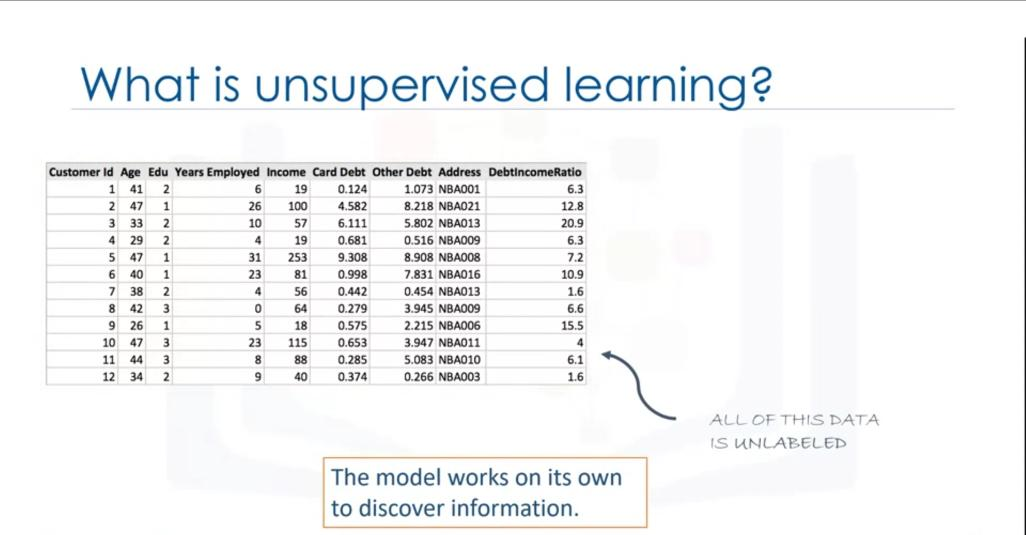 What is unsupervised learning?
Customer Id Age Edu Years Employed Income Card Debt Other Debt Address DebtIncomeRatio
1 41 2 6 19 0.124 1.073 NBA001 6.3
2 47 1 26 100 4.582 8.218 NBA021 12.8
3 33 2 10 57 6.111 5.802 NBA013 20.9
4 29 2 4 19 0.681 0.516 NBA009 6.3
5 47 1 31 253 9.308 8.908 NBA008 7.2
6 40 1 23 81 0.998 7.831 NBA016 10.9
7 38 2 4 56 0.442 0.454 NBA013 1.6
8 42 3 0 64 0.279 3.945 NBA009 6.6
9 26 1 5 18 0.575 2.215 NBA006 15.5
10 47 3 23 115 0.653 3.947 NBA011 4
11 44 3 8 88 0.285 5.083 NBA010 6.1
12 34 2 9 40 0.374 0.266 NBA003 1.6
ALL OF THIS DATA
IS UNLABELED
The model works on its own
to discover information.